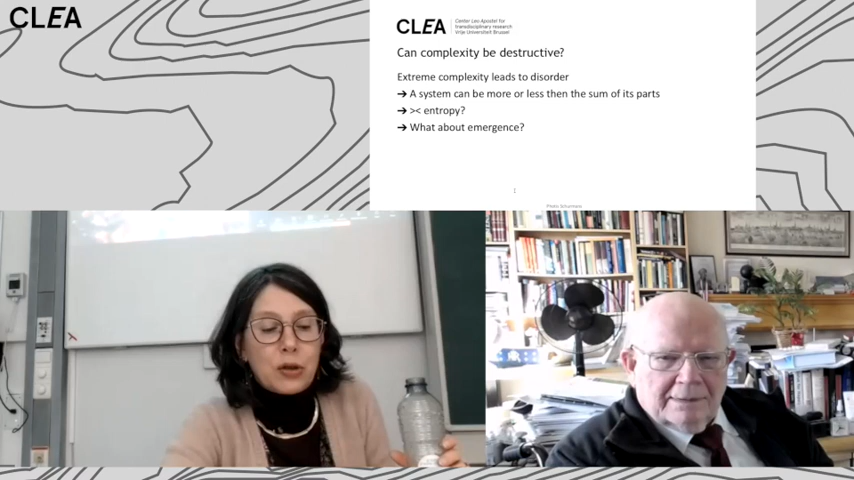 CLEA
CLEA
Center Leo Apostel for
transdisciplinary research
Vrije Universiteit Brussel
Can complexity be destructive?
Extreme complexity leads to disorder
➔ A system can be more or less then the sum of its parts
➔ >< entropy?
➔ What about emergence?